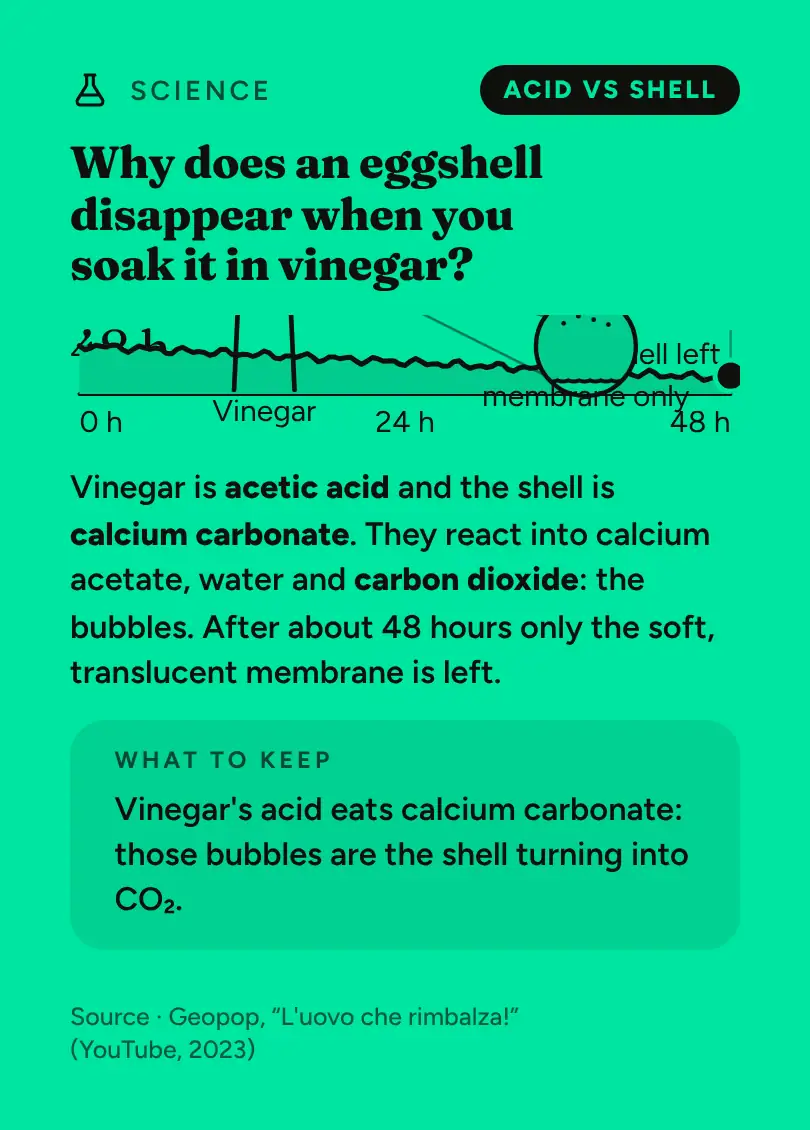 SCIENCE
ACID VS SHELL
Why does an eggshell
disappear when you
soak it in vinegar?
left
membrane only
Vinegar
0 h
24 h
48 h
Vinegar is acetic acid and the shell is
calcium carbonate. They react into calcium
acetate, water and carbon dioxide: the
bubbles. After about 48 hours only the soft,
translucent membrane is left.
WHAT TO KEEP
Vinegar's acid eats calcium carbonate:
those bubbles are the shell turning into
CO₂.
Source · Geopop, “L'uovo che rimbalza!”
(YouTube, 2023)